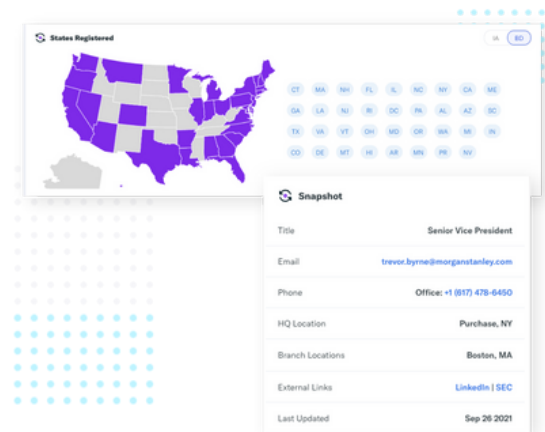 States Registered
IA BD
CT MA NH FL IL NC NY CA ME
GA LA NJ RI DC PA AL AZ SC
TX VA VT OH MD OR WA MI IN
CO DE MT HI AR MN PR NV
Snapshot
Title Senior Vice President
Email trevor.byrne@morganstanley.com
Phone Office: +1 (617) 478-6450
HQ Location Purchase, NY
Branch Locations Boston, MA
External Links LinkedIn | SEC
Last Updated Sep 26 2021